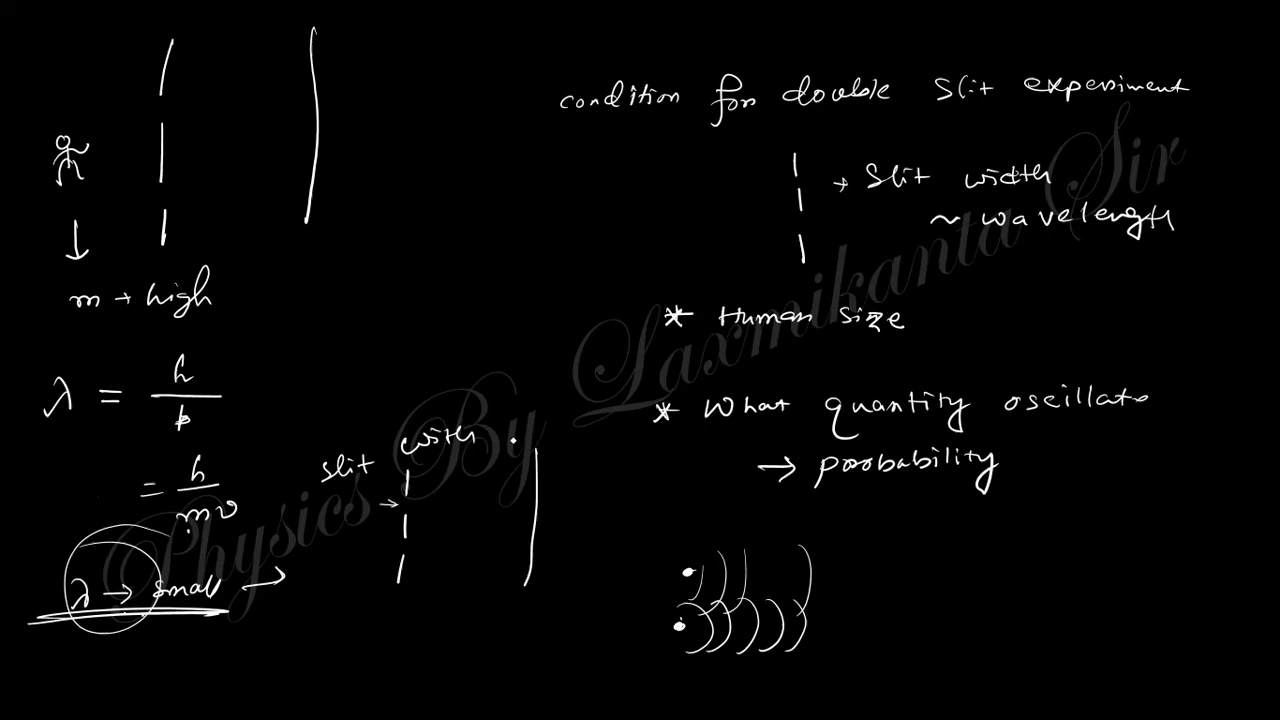 condition for double slit experiment
→ slit width
~ wavelength
m → high
* Human size
λ = h/p
* What quantity oscillate
→ probability
slit with
= h/mv
λ → small →
Physics By Laxmikanta Sir